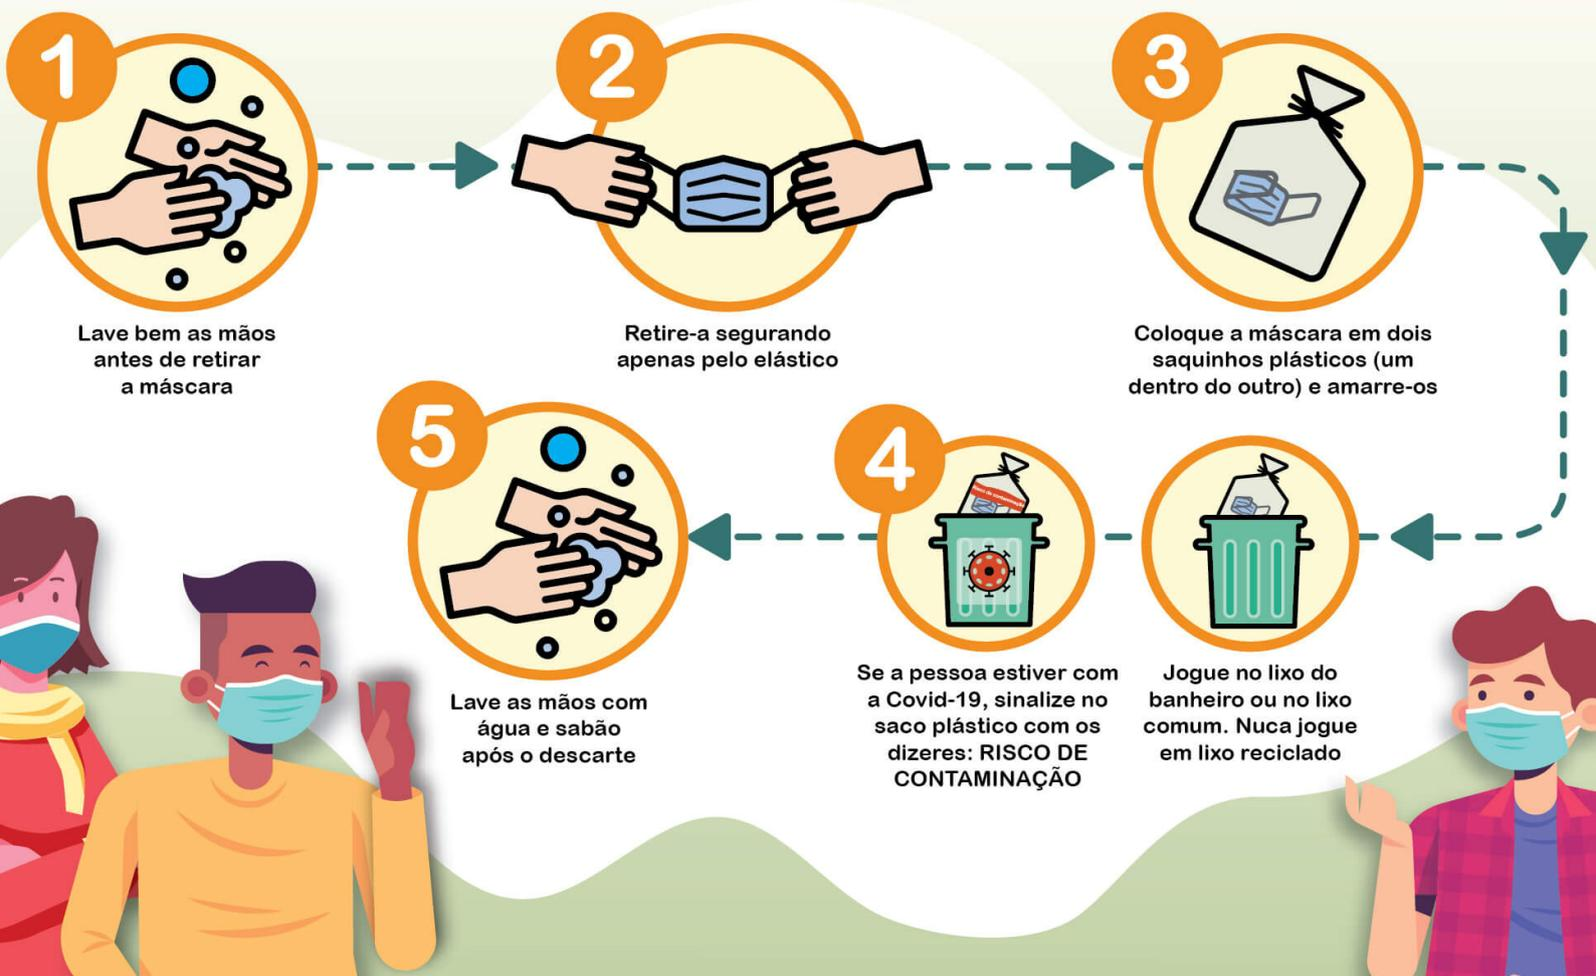 1
Lave bem as mãos
antes de retirar
a máscara
2
Retire-a segurando
apenas pelo elástico
3
Coloque a máscara em dois
saquinhos plásticos (um
dentro do outro) e amarre-os
Jogue no lixo do
banheiro ou no lixo
comum. Nuca jogue
em lixo reciclado
4
Risco de contaminação
Se a pessoa estiver com
a Covid-19, sinalize no
saco plástico com os
dizeres: RISCO DE
CONTAMINAÇÃO
5
Lave as mãos com
água e sabão
após o descarte